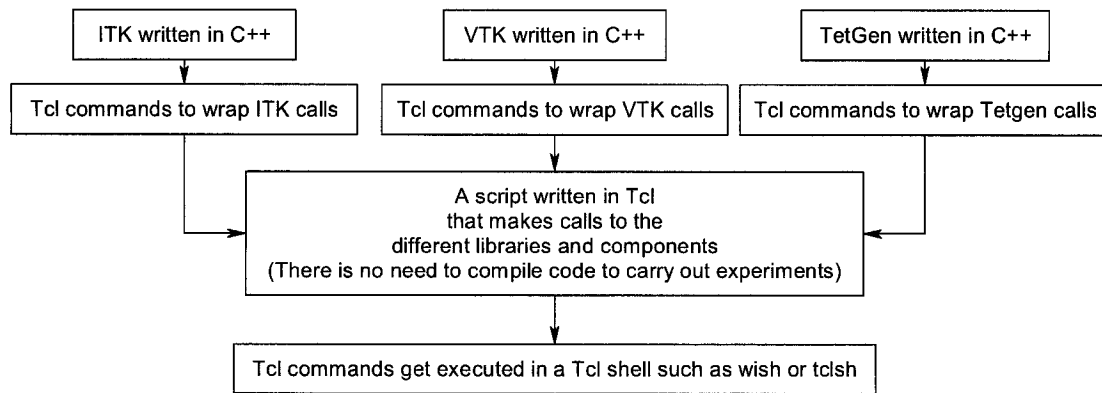 ITK written in C++
VTK written in C++
TetGen written in C++
Tcl commands to wrap ITK calls
Tcl commands to wrap VTK calls
Tcl commands to wrap Tetgen calls
A script written in Tcl
that makes calls to the
different libraries and components
(There is no need to compile code to carry out experiments)
Tcl commands get executed in a Tcl shell such as wish or tclsh